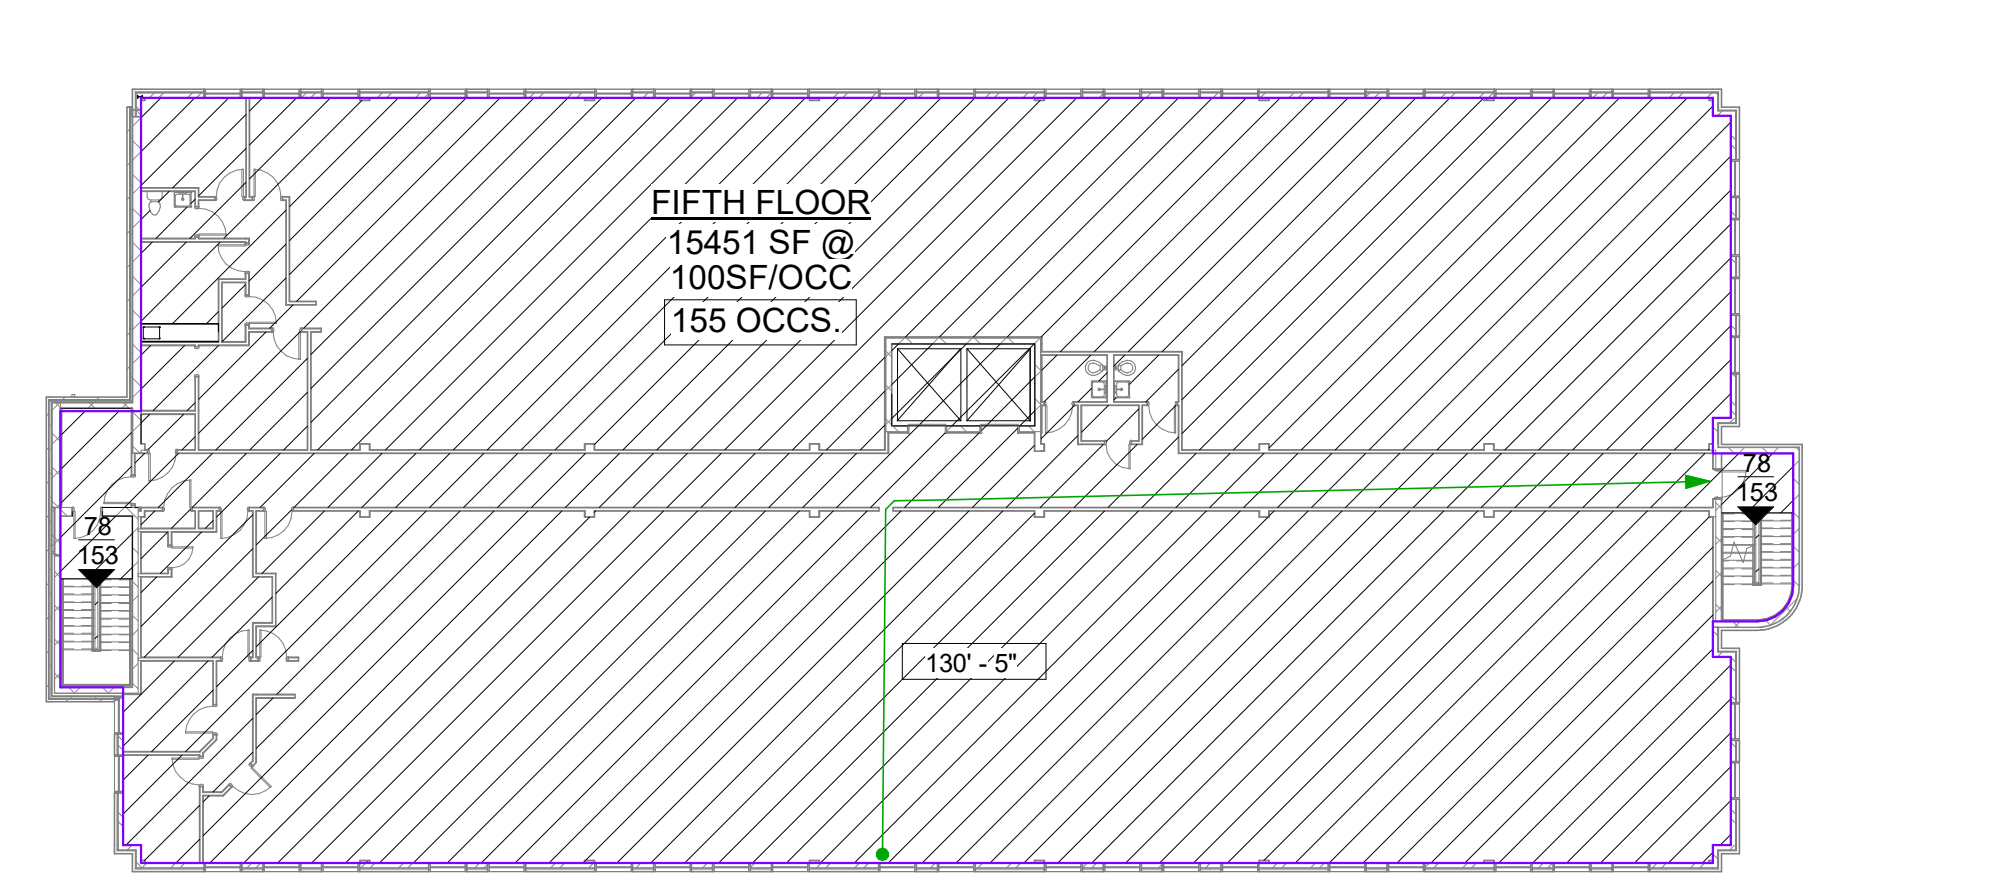 FIFTH FLOOR
15451 SF @
100SF/OCC
155 OCCS.
78
153
78
153
130' - 5"